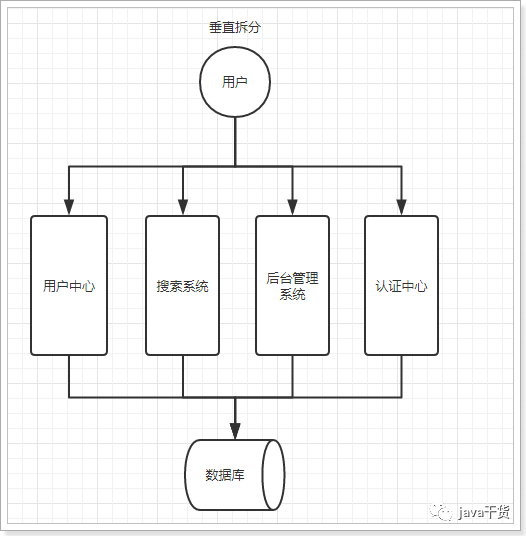 垂直拆分
用户
用户中心
搜索系统
后台管理
系统
认证中心
数据库
java干货